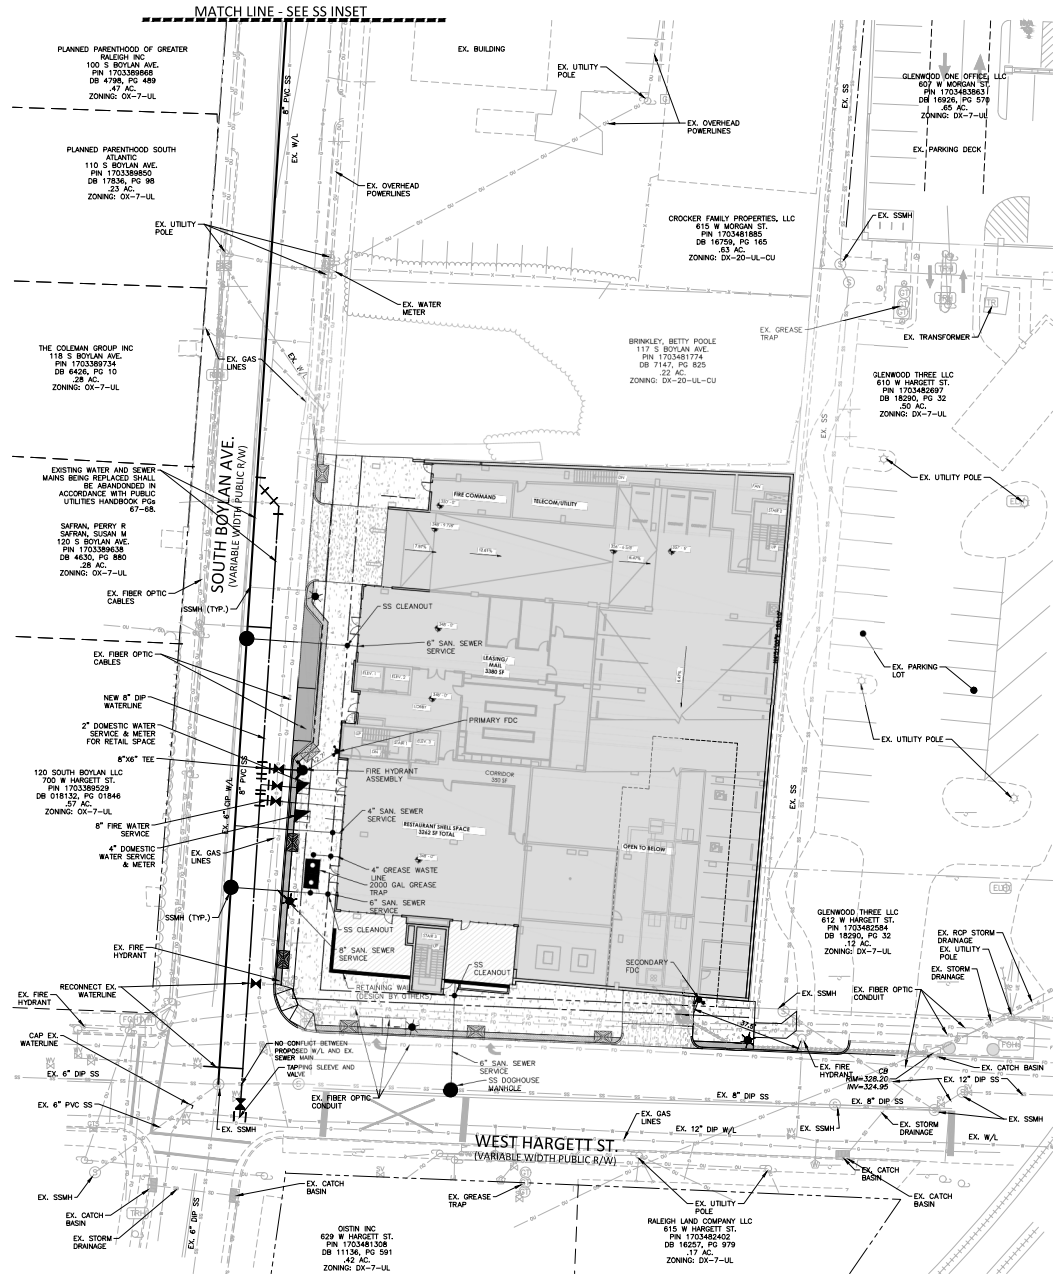 MATCH LINE - SEE SS INSET
PLANNED PARENTHOOD OF GREATER
RALEIGH INC
100 S BOYLAN AVE.
PIN 1703389868
DB 4798, PG 489
.47 AC.
ZONING: OX-7-UL
8" PVC SS
EX. W/L
EX. BUILDING
EX. UTILITY
POLE
EX. OVERHEAD
POWERLINES
EX. SS
GLENWOOD ONE OFFICE, LLC
607 W MORGAN ST.
PIN 1703483863
DB 16926, PG 570
.65 AC.
ZONING: DX-7-UL
EX. PARKING DECK
PLANNED PARENTHOOD SOUTH
ATLANTIC
110 S BOYLAN AVE.
PIN 1703389850
DB 17836, PG 98
.23 AC.
ZONING: OX-7-UL
EX. OVERHEAD
POWERLINES
EX. UTILITY
POLE
CROCKER FAMILY PROPERTIES, LLC
615 W MORGAN ST.
PIN 1703481885
DB 16759, PG 165
.63 AC.
ZONING: DX-20-UL-CU
EX. SSMH
EX. WATER
METER
EX. GREASE
TRAP
EX. TRANSFORMER
TR
THE COLEMAN GROUP INC
118 S BOYLAN AVE.
PIN 1703389734
DB 6426, PG 10
.28 AC.
ZONING: OX-7-UL
EX. GAS
LINES
EX. W/L
BRINKLEY, BETTY POOLE
117 S BOYLAN AVE.
PIN 1703481774
DB 7147, PG 825
.22 AC.
ZONING: DX-20-UL-CU
GLENWOOD THREE LLC
610 W HARGETT ST.
PIN 1703482697
DB 18290, PG 32
.50 AC.
ZONING: DX-7-UL
EX. SS
SOUTH BOYLAN AVE.
(VARIABLE WIDTH PUBLIC R/W)
EXISTING WATER AND SEWER
MAINS BEING REPLACED SHALL
BE ABANDONDED IN
ACCORDANCE WITH PUBLIC
UTILITIES HANDBOOK PGs
67-68.
EX. UTILITY POLE
FIRE COMMAND
TELECOM/UTILITY
SAFRAN, PERRY R
SAFRAN, SUSAN M
120 S BOYLAN AVE.
PIN 1703389638
DB 4630, PG 880
.28 AC.
ZONING: OX-7-UL
EX. FIBER OPTIC
CABLES
SSMH (TYP.)
SS CLEANOUT
6" SAN. SEWER
SERVICE
LEASING/
MAIL
3380 SF
EX. FIBER OPTIC
CABLES
EX. PARKING
LOT
NEW 8" DIP
WATERLINE
2" DOMESTIC WATER
SERVICE & METER
FOR RETAIL SPACE
PRIMARY FDC
LOBBY
8"X6" TEE
EX. UTILITY POLE
120 SOUTH BOYLAN LLC
700 W HARGETT ST.
PIN 1703389529
DB 018132, PG 01846
.57 AC.
ZONING: OX-7-UL
FIRE HYDRANT
ASSEMBLY
CORRIDOR
350 SF
EX. 6" CIP W/L
8" PVC SS
EX. SS
8" FIRE WATER
SERVICE
4" SAN. SEWER
SERVICE
RESTAURANT SHELL SPACE
3262 SF TOTAL
OPEN TO BELOW
4" DOMESTIC
WATER SERVICE
& METER
EX. GAS
LINES
4" GREASE WASTE
LINE
2000 GAL GREASE
TRAP
6" SAN. SEWER
SERVICE
SSMH (TYP.)
SS CLEANOUT
8" SAN. SEWER
SERVICE
GLENWOOD THREE LLC
612 W HARGETT ST.
PIN 1703482584
DB 18290, PG 32
.12 AC.
ZONING: DX-7-UL
EX. RCP STORM
DRAINAGE
EX. UTILITY
POLE
EX. STORM
DRAINAGE
EX. FIRE
HYDRANT
SS
CLEANOUT
SECONDARY
FDC
RECONNECT EX.
WATERLINE
RETAINING WALL
(DESIGN BY OTHERS)
EX. SSMH
EX. FIBER OPTIC
CONDUIT
EX. FIRE
HYDRANT
37.5'
CAP EX.
WATERLINE
NO CONFLICT BETWEEN
PROPOSED W/L AND EX.
SEWER MAIN
TAPPING SLEEVE AND
VALVE
6" SAN. SEWER
SERVICE
SS DOGHOUSE
MANHOLE
EX. FIRE
HYDRANT
CB
RIM=328.20
INV=324.95
EX. CATCH BASIN
EX. 12" DIP SS
EX. 6" DIP SS
EX. 6" PVC SS
EX. SSMH
EX. FIBER OPTIC
CONDUIT
EX. 8" DIP SS
EX. 8" DIP SS
EX. GAS
LINES
EX. 12" DIP W/L
EX. SSMH
EX. STORM
DRAINAGE
EX. SSMH
EX. W/L
WEST HARGETT ST.
(VARIABLE WIDTH PUBLIC R/W)
EX. SSMH
EX. CATCH
BASIN
EX. STORM
DRAINAGE
EX. 6" DIP SS
EX. CATCH
BASIN
EX. GREASE
TRAP
EX. UTILITY
POLE
EX. CATCH
BASIN
EX. CATCH
BASIN
OISTIN INC
629 W HARGETT ST.
PIN 1703481308
DB 11136, PG 591
.42 AC.
ZONING: DX-7-UL
RALEIGH LAND COMPANY LLC
615 W HARGETT ST.
PIN 1703482402
DB 16257, PG 979
.17 AC.
ZONING: DX-7-UL